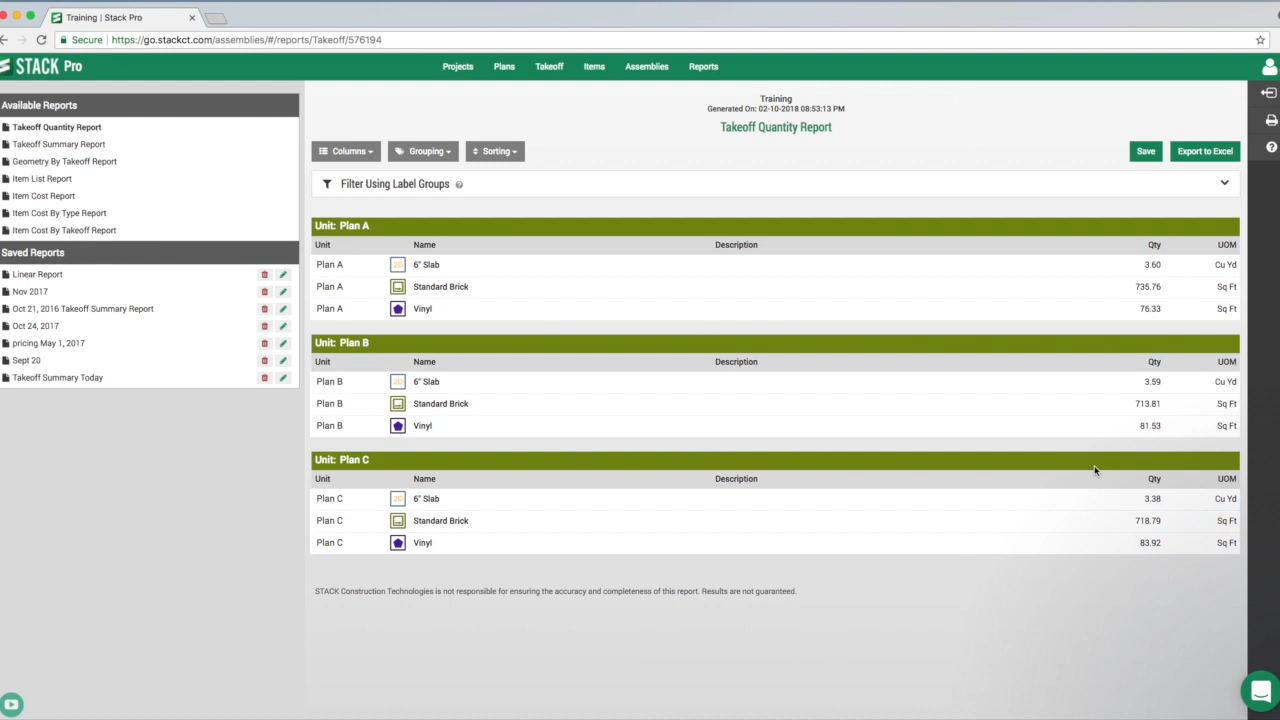 Training | Stack Pro
Secure | https://go.stackct.com/assemblies/#/reports/Takeoff/576194
STACK Pro
Projects Plans Takeoff Items Assemblies Reports
Available Reports
Takeoff Quantity Report
Takeoff Summary Report
Geometry By Takeoff Report
Item List Report
Item Cost Report
Item Cost By Type Report
Item Cost By Takeoff Report
Saved Reports
Linear Report
Nov 2017
Oct 21, 2016 Takeoff Summary Report
Oct 24, 2017
pricing May 1, 2017
Sept 20
Takeoff Summary Today
Training
Generated On: 02-10-2018 08:53:13 PM
Takeoff Quantity Report
Columns Grouping Sorting Save Export to Excel
Filter Using Label Groups ?
Unit: Plan A
Unit Name Description Qty UOM
Plan A 2D 6" Slab 3.60 Cu Yd
Plan A Standard Brick 735.76 Sq Ft
Plan A Vinyl 76.33 Sq Ft
Unit: Plan B
Unit Name Description Qty UOM
Plan B 2D 6" Slab 3.59 Cu Yd
Plan B Standard Brick 713.81 Sq Ft
Plan B Vinyl 81.53 Sq Ft
Unit: Plan C
Unit Name Description Qty UOM
Plan C 2D 6" Slab 3.38 Cu Yd
Plan C Standard Brick 718.79 Sq Ft
Plan C Vinyl 83.92 Sq Ft
STACK Construction Technologies is not responsible for ensuring the accuracy and completeness of this report. Results are not guaranteed.